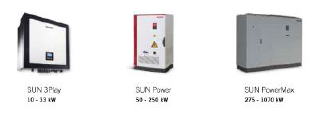 SUN 3Play
10 - 33 kW
SUN Power
50 - 250 kW
SUN PowerMax
275 - 1070 kW